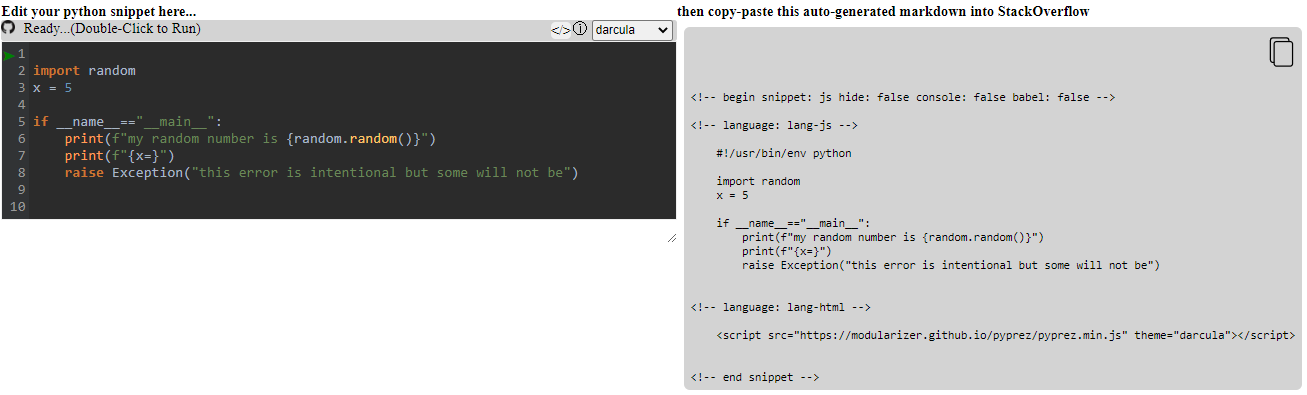 Edit your python snippet here...
Ready...(Double-Click to Run)
</> ⓘ darcula
1
2 import random
3 x = 5
4
5 if __name__=="__main__":
6     print(f"my random number is {random.random()}")
7     print(f"{x=}")
8     raise Exception("this error is intentional but some will not be")
9
10
then copy-paste this auto-generated markdown into StackOverflow
<!-- begin snippet: js hide: false console: false babel: false -->
<!-- language: lang-js -->
    #!/usr/bin/env python
    import random
    x = 5
    if __name__=="__main__":
        print(f"my random number is {random.random()}")
        print(f"{x=}")
        raise Exception("this error is intentional but some will not be")
<!-- language: lang-html -->
    <script src="https://modularizer.github.io/pyprez/pyprez.min.js" theme="darcula"></script>
<!-- end snippet -->